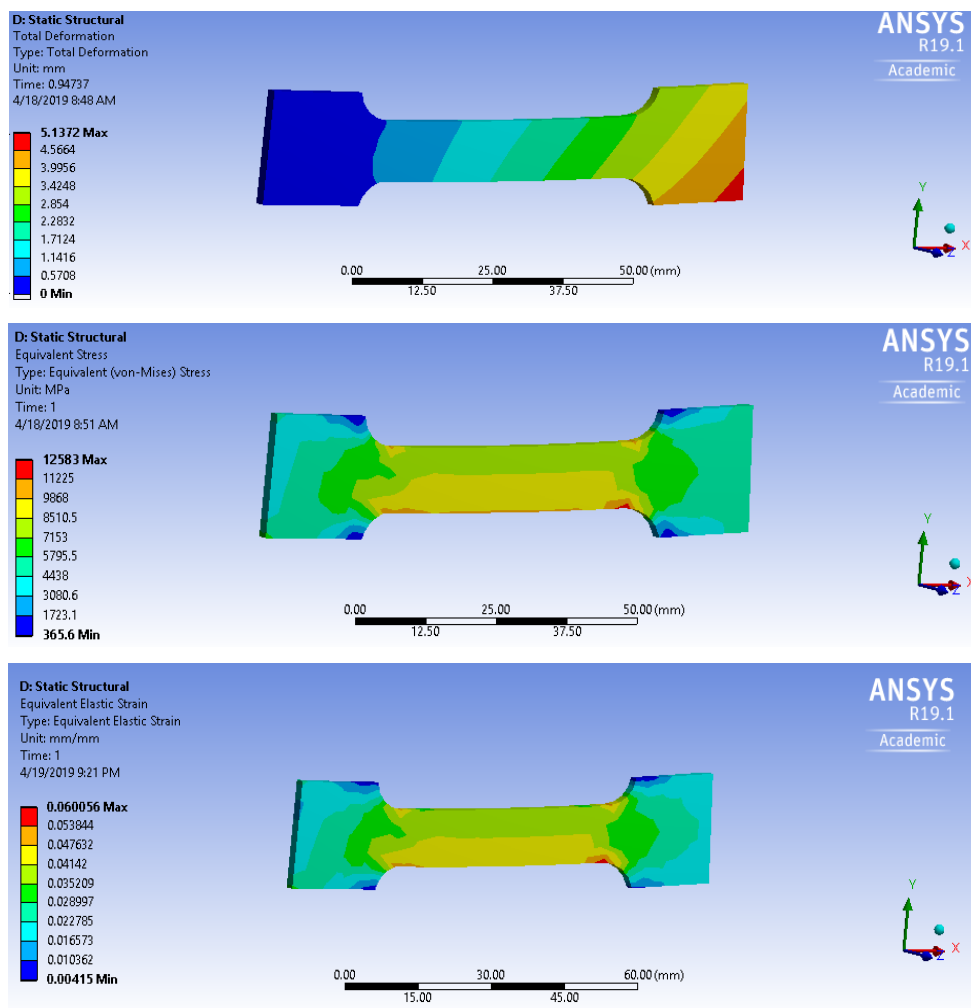 D: Static Structural
Total Deformation
Type: Total Deformation
Unit: mm
Time: 0.94737
4/18/2019 8:48 AM
5.1372 Max
4.5664
3.9956
3.4248
2.854
2.2832
1.7124
1.1416
0.5708
0 Min
ANSYS
R19.1
Academic
0.00 25.00 50.00 (mm)
12.50 37.50
Y
X
Z
D: Static Structural
Equivalent Stress
Type: Equivalent (von-Mises) Stress
Unit: MPa
Time: 1
4/18/2019 8:51 AM
12583 Max
11225
9868
8510.5
7153
5795.5
4438
3080.6
1723.1
365.6 Min
ANSYS
R19.1
Academic
0.00 25.00 50.00 (mm)
12.50 37.50
Y
X
Z
D: Static Structural
Equivalent Elastic Strain
Type: Equivalent Elastic Strain
Unit: mm/mm
Time: 1
4/19/2019 9:21 PM
0.060056 Max
0.053844
0.047632
0.04142
0.035209
0.028997
0.022785
0.016573
0.010362
0.00415 Min
ANSYS
R19.1
Academic
0.00 30.00 60.00 (mm)
15.00 45.00
Y
X
Z